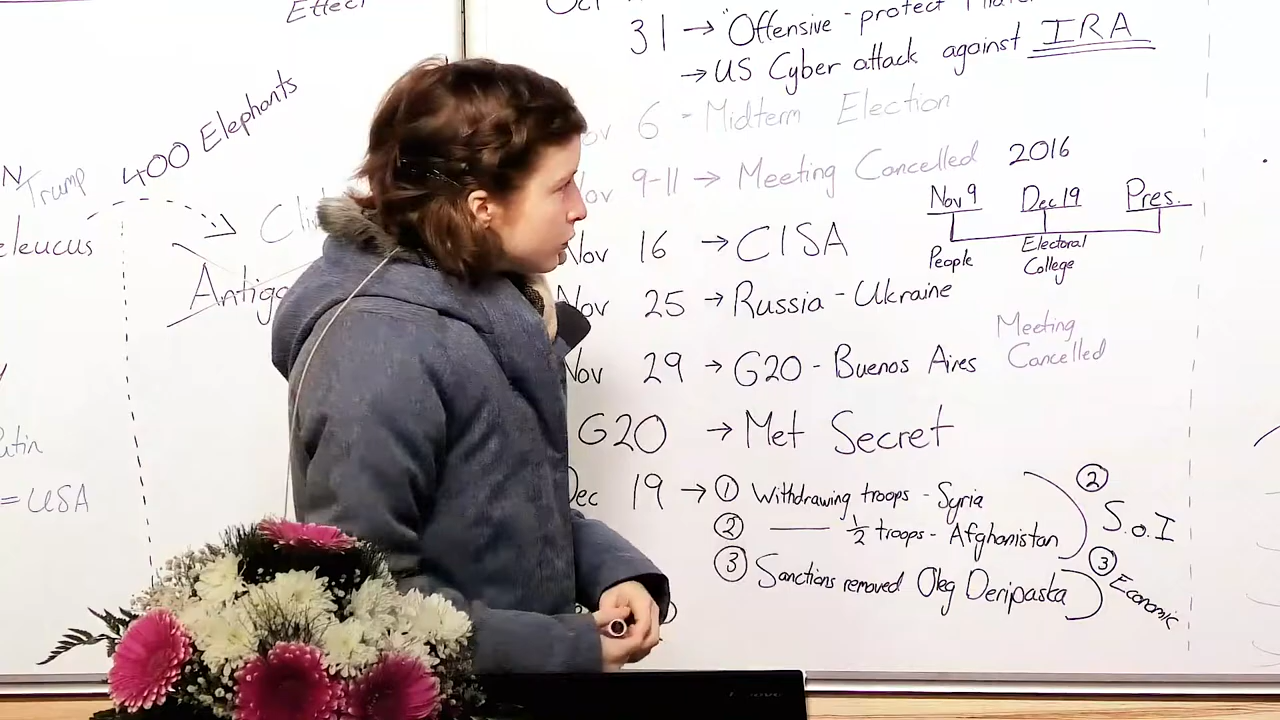 Effect
400 Elephants
Trump
eleucus
Antigo
= USA
31 → "Offensive - protect
→ US Cyber attack against IRA
ov 6 - Midterm Election
ov 9-11 → Meeting Cancelled
2016
Nov 9 Dec 19 Pres.
People Electoral College
Nov 16 → CISA
Nov 25 → Russia - Ukraine
Nov 29 → G20 - Buenos Aires
Meeting
Cancelled
G20 → Met Secret
Dec 19 → ① Withdrawing troops - Syria
② —— ½ troops - Afghanistan
② S.o.I
③ Sanctions removed Oleg Deripaska
③ Economic